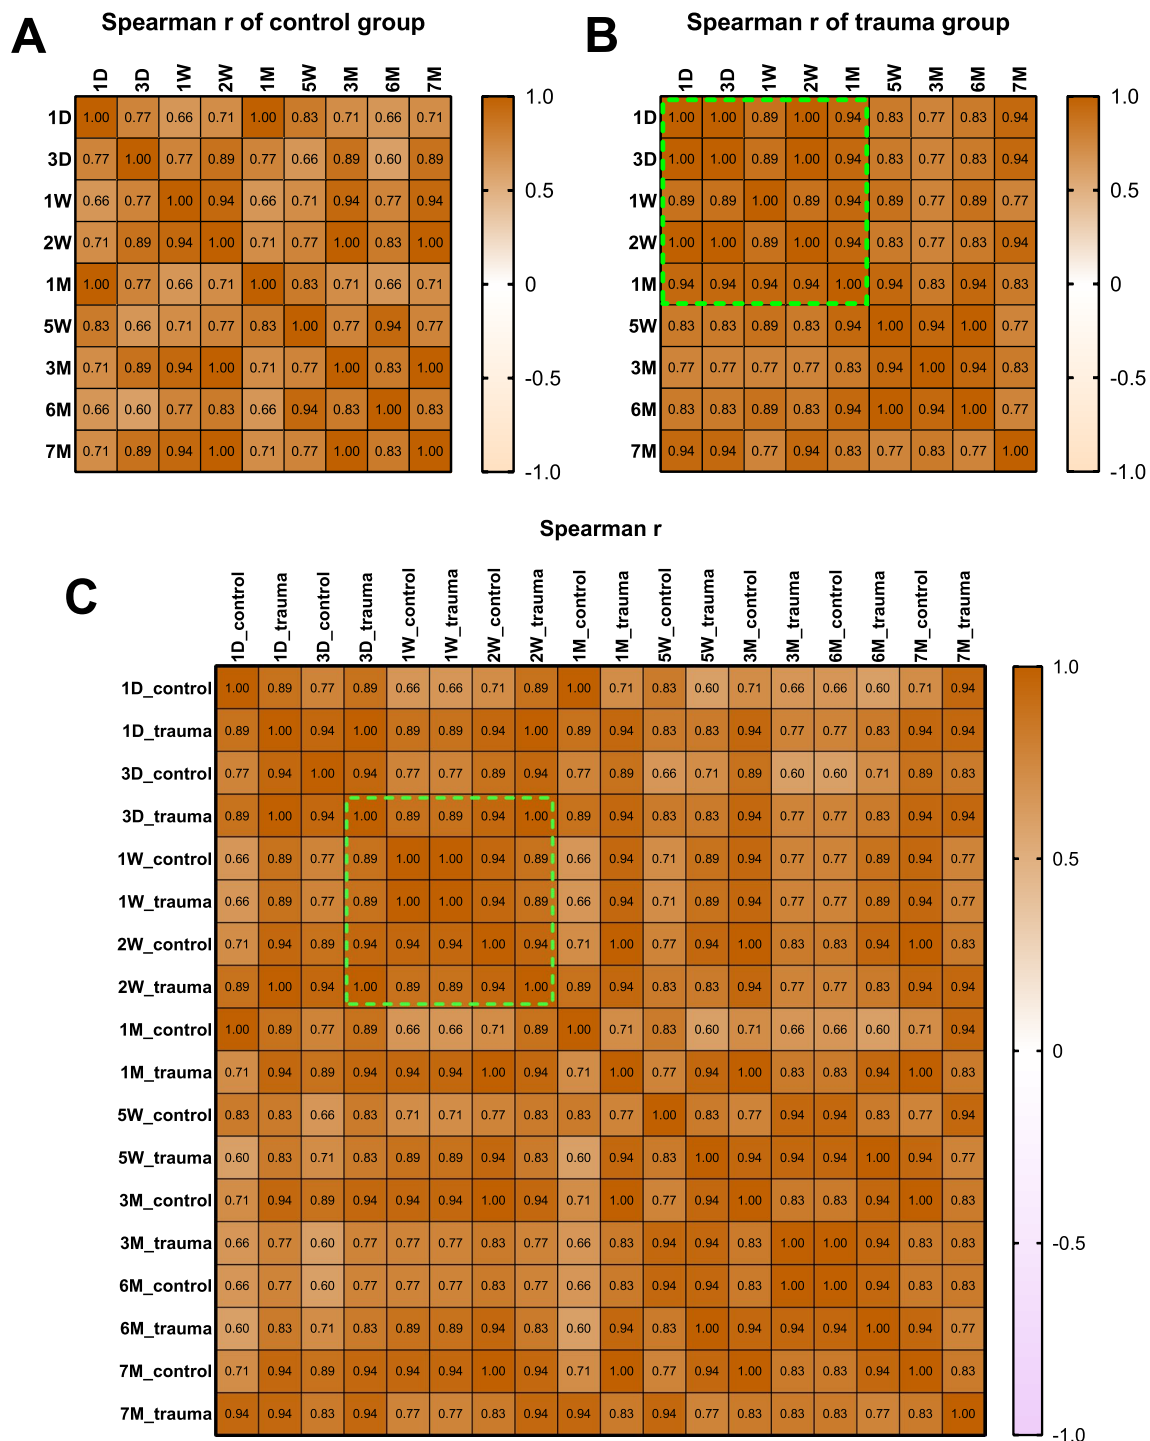 A
Spearman r of control group
1D 3D 1W 2W 1M 5W 3M 6M 7M
1D 1.00 0.77 0.66 0.71 1.00 0.83 0.71 0.66 0.71
3D 0.77 1.00 0.77 0.89 0.77 0.66 0.89 0.60 0.89
1W 0.66 0.77 1.00 0.94 0.66 0.71 0.94 0.77 0.94
2W 0.71 0.89 0.94 1.00 0.71 0.77 1.00 0.83 1.00
1M 1.00 0.77 0.66 0.71 1.00 0.83 0.71 0.66 0.71
5W 0.83 0.66 0.71 0.77 0.83 1.00 0.77 0.94 0.77
3M 0.71 0.89 0.94 1.00 0.71 0.77 1.00 0.83 1.00
6M 0.66 0.60 0.77 0.83 0.66 0.94 0.83 1.00 0.83
7M 0.71 0.89 0.94 1.00 0.71 0.77 1.00 0.83 1.00
1.0
0.5
0
-0.5
-1.0
B
Spearman r of trauma group
1D 3D 1W 2W 1M 5W 3M 6M 7M
1D 1.00 1.00 0.89 1.00 0.94 0.83 0.77 0.83 0.94
3D 1.00 1.00 0.89 1.00 0.94 0.83 0.77 0.83 0.94
1W 0.89 0.89 1.00 0.89 0.94 0.89 0.77 0.89 0.77
2W 1.00 1.00 0.89 1.00 0.94 0.83 0.77 0.83 0.94
1M 0.94 0.94 0.94 0.94 1.00 0.94 0.83 0.94 0.83
5W 0.83 0.83 0.89 0.83 0.94 1.00 0.94 1.00 0.77
3M 0.77 0.77 0.77 0.77 0.83 0.94 1.00 0.94 0.83
6M 0.83 0.83 0.89 0.83 0.94 1.00 0.94 1.00 0.77
7M 0.94 0.94 0.77 0.94 0.83 0.77 0.83 0.77 1.00
1.0
0.5
0
-0.5
-1.0
C
Spearman r
1D_control 1D_trauma 3D_control 3D_trauma 1W_control 1W_trauma 2W_control 2W_trauma 1M_control 1M_trauma 5W_control 5W_trauma 3M_control 3M_trauma 6M_control 6M_trauma 7M_control 7M_trauma
1D_control 1.00 0.89 0.77 0.89 0.66 0.66 0.71 0.89 1.00 0.71 0.83 0.60 0.71 0.66 0.66 0.60 0.71 0.94
1D_trauma 0.89 1.00 0.94 1.00 0.89 0.89 0.94 1.00 0.89 0.94 0.83 0.83 0.94 0.77 0.77 0.83 0.94 0.94
3D_control 0.77 0.94 1.00 0.94 0.77 0.77 0.89 0.94 0.77 0.89 0.66 0.71 0.89 0.60 0.60 0.71 0.89 0.83
3D_trauma 0.89 1.00 0.94 1.00 0.89 0.89 0.94 1.00 0.89 0.94 0.83 0.83 0.94 0.77 0.77 0.83 0.94 0.94
1W_control 0.66 0.89 0.77 0.89 1.00 1.00 0.94 0.89 0.66 0.94 0.71 0.89 0.94 0.77 0.77 0.89 0.94 0.77
1W_trauma 0.66 0.89 0.77 0.89 1.00 1.00 0.94 0.89 0.66 0.94 0.71 0.89 0.94 0.77 0.77 0.89 0.94 0.77
2W_control 0.71 0.94 0.89 0.94 0.94 0.94 1.00 0.94 0.71 1.00 0.77 0.94 1.00 0.83 0.83 0.94 1.00 0.83
2W_trauma 0.89 1.00 0.94 1.00 0.89 0.89 0.94 1.00 0.89 0.94 0.83 0.83 0.94 0.77 0.77 0.83 0.94 0.94
1M_control 1.00 0.89 0.77 0.89 0.66 0.66 0.71 0.89 1.00 0.71 0.83 0.60 0.71 0.66 0.66 0.60 0.71 0.94
1M_trauma 0.71 0.94 0.89 0.94 0.94 0.94 1.00 0.94 0.71 1.00 0.77 0.94 1.00 0.83 0.83 0.94 1.00 0.83
5W_control 0.83 0.83 0.66 0.83 0.71 0.71 0.77 0.83 0.83 0.77 1.00 0.83 0.77 0.94 0.94 0.83 0.77 0.94
5W_trauma 0.60 0.83 0.71 0.83 0.89 0.89 0.94 0.83 0.60 0.94 0.83 1.00 0.94 0.94 0.94 1.00 0.94 0.77
3M_control 0.71 0.94 0.89 0.94 0.94 0.94 1.00 0.94 0.71 1.00 0.77 0.94 1.00 0.83 0.83 0.94 1.00 0.83
3M_trauma 0.66 0.77 0.60 0.77 0.77 0.77 0.83 0.77 0.66 0.83 0.94 0.94 0.83 1.00 1.00 0.94 0.83 0.83
6M_control 0.66 0.77 0.60 0.77 0.77 0.77 0.83 0.77 0.66 0.83 0.94 0.94 0.83 1.00 1.00 0.94 0.83 0.83
6M_trauma 0.60 0.83 0.71 0.83 0.89 0.89 0.94 0.83 0.60 0.94 0.83 1.00 0.94 0.94 0.94 1.00 0.94 0.77
7M_control 0.71 0.94 0.89 0.94 0.94 0.94 1.00 0.94 0.71 1.00 0.77 0.94 1.00 0.83 0.83 0.94 1.00 0.83
7M_trauma 0.94 0.94 0.83 0.94 0.77 0.77 0.83 0.94 0.94 0.83 0.94 0.77 0.83 0.83 0.83 0.77 0.83 1.00
1.0
0.5
0
-0.5
-1.0